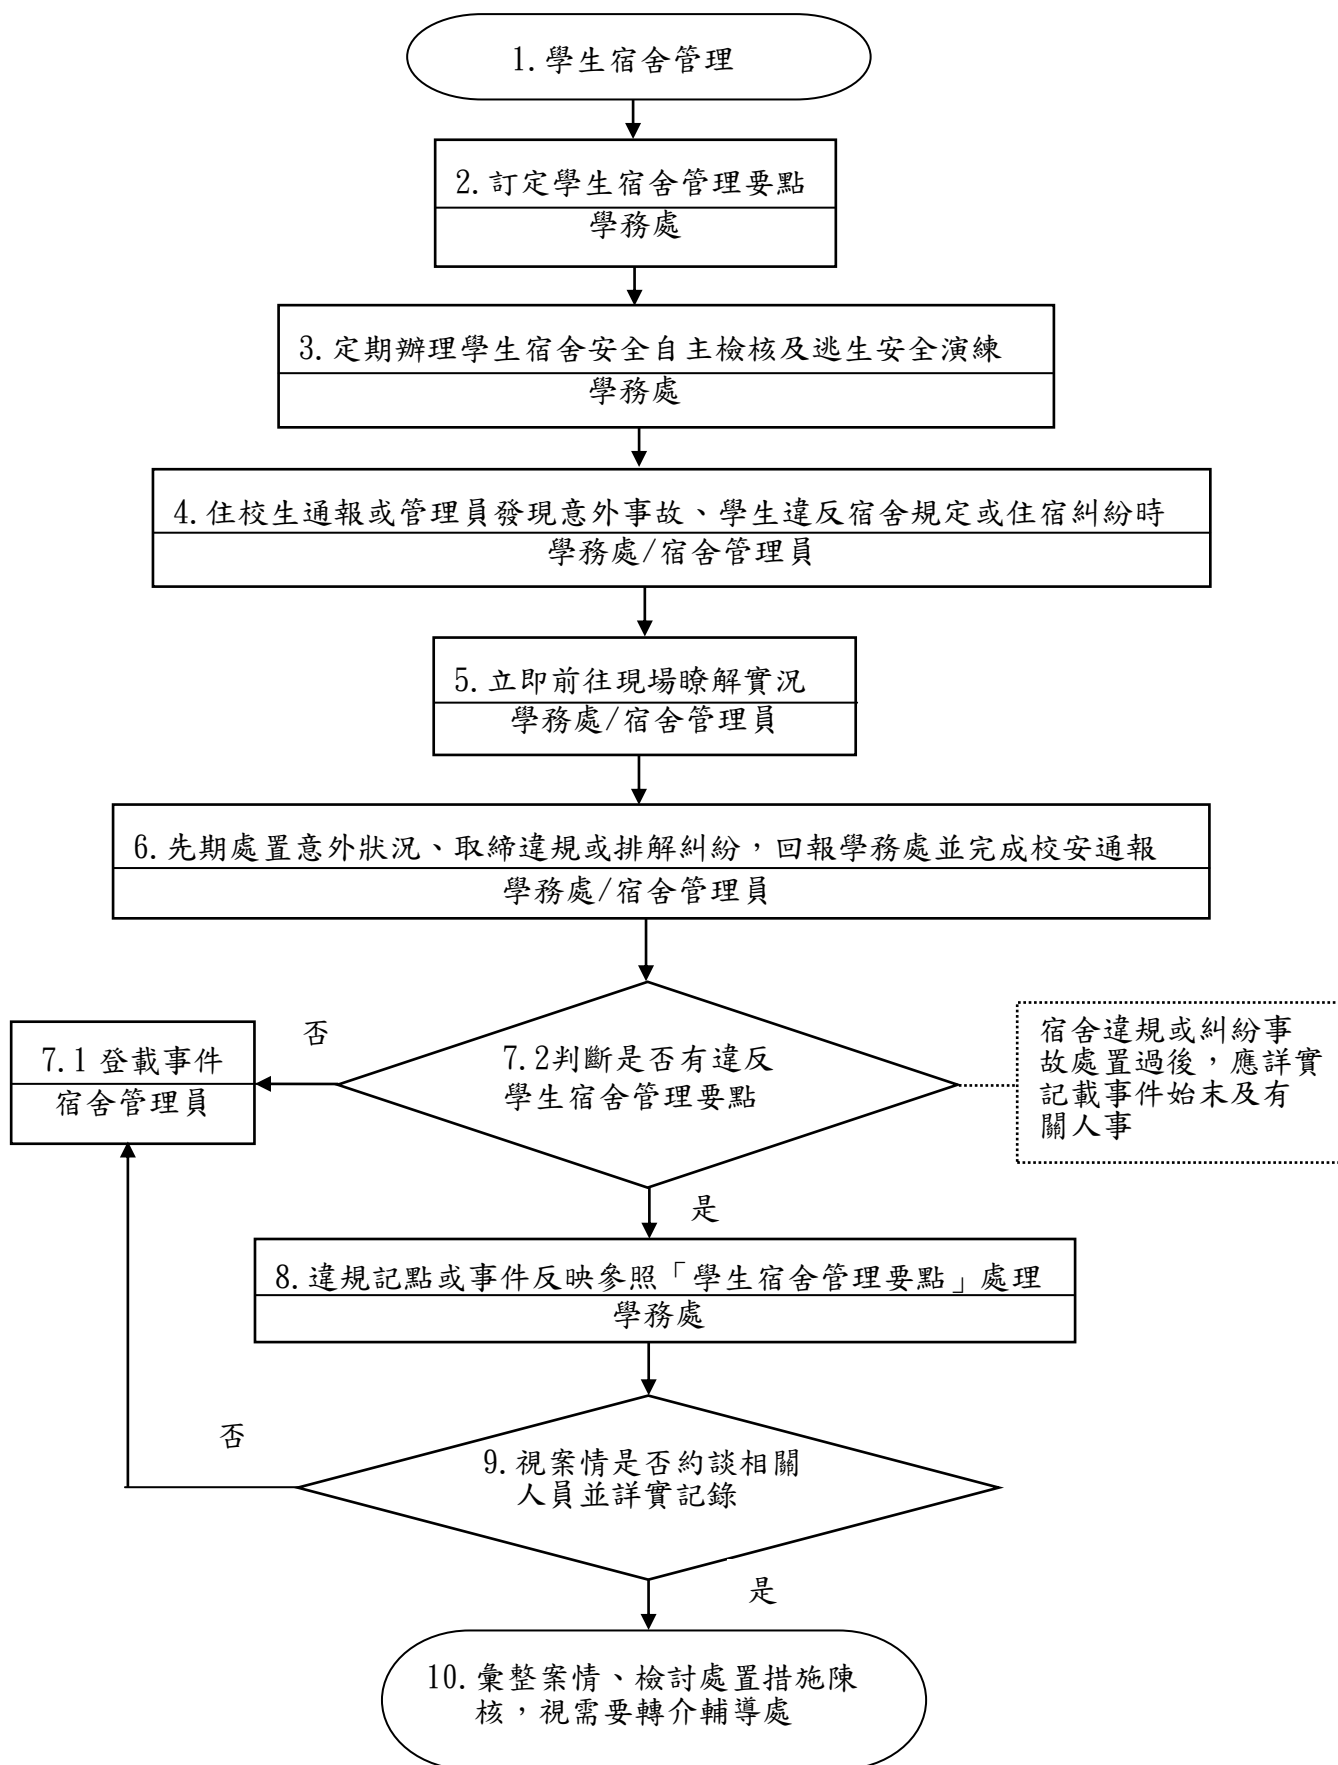 1.學生宿舍管理
2.訂定學生宿舍管理要點
學務處
3.定期辦理學生宿舍安全自主檢核及逃生安全演練
學務處
4.住校生通報或管理員發現意外事故、學生違反宿舍規定或住宿糾紛時
學務處/宿舍管理員
5.立即前往現場瞭解實況
學務處/宿舍管理員
6.先期處置意外狀況、取締違規或排解糾紛，回報學務處並完成校安通報
學務處/宿舍管理員
否
7.1 登載事件
宿舍管理員
7.2判斷是否有違反
學生宿舍管理要點
宿舍違規或糾紛事
故處置過後，應詳實
記載事件始末及有
關人事
是
8.違規記點或事件反映參照「學生宿舍管理要點」處理
學務處
否
9.視案情是否約談相關
人員並詳實記錄
是
10.彙整案情、檢討處置措施陳
核，視需要轉介輔導處